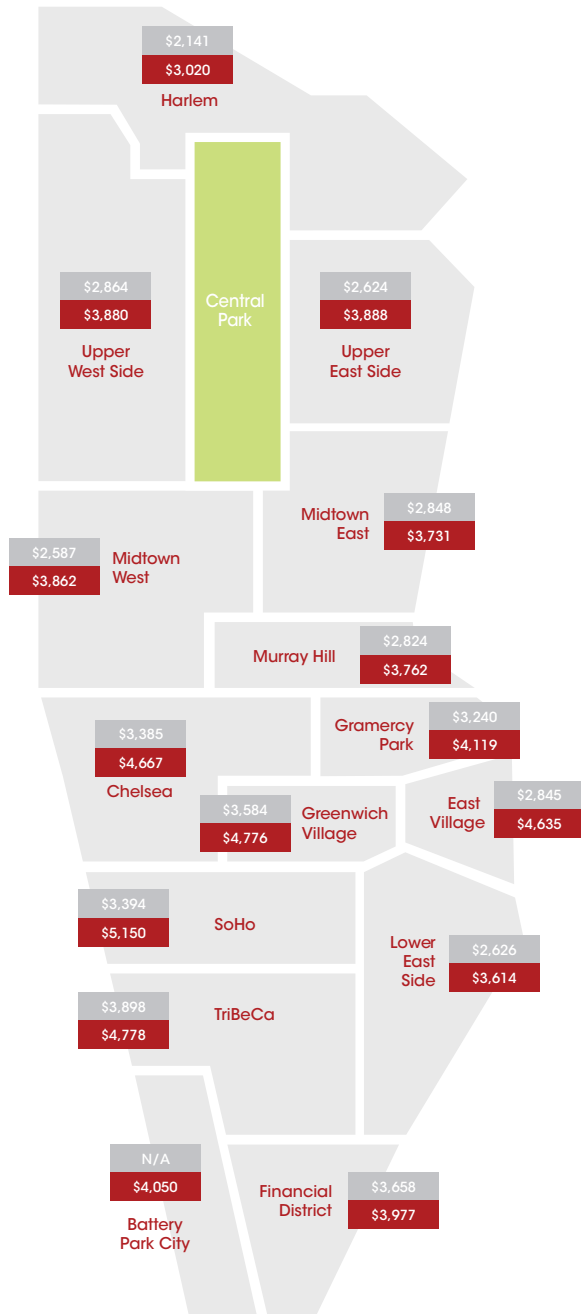 $2,141
$3,020
Harlem
$2,864
$3,880
Upper
West Side
Central
Park
$2,624
$3,888
Upper
East Side
Midtown
East
$2,848
$3,731
$2,587
$3,862
Midtown
West
Murray Hill
$2,824
$3,762
$3,385
$4,667
Chelsea
Gramercy
Park
$3,240
$4,119
$3,584
$4,776
Greenwich
Village
East
Village
$2,845
$4,635
$3,394
$5,150
SoHo
Lower
East
Side
$2,626
$3,614
$3,898
$4,778
TriBeCa
N/A
$4,050
Battery
Park City
Financial
District
$3,658
$3,977